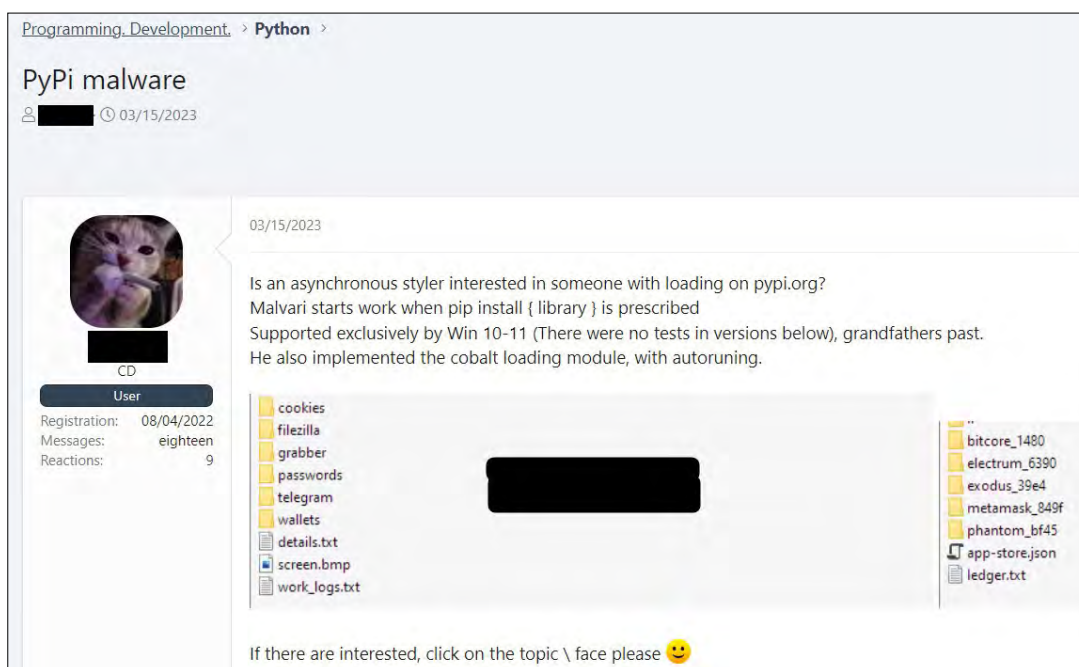 Programming. Development. > Python >
PyPi malware
03/15/2023
03/15/2023
Is an asynchronous styler interested in someone with loading on pypi.org?
Malvari starts work when pip install { library } is prescribed
Supported exclusively by Win 10-11 (There were no tests in versions below), grandfathers past.
He also implemented the cobalt loading module, with autoruning.
CD
User
Registration: 08/04/2022
Messages: eighteen
Reactions: 9
cookies
filezilla
grabber
passwords
telegram
wallets
details.txt
screen.bmp
work_logs.txt
bitcore_1480
electrum_6390
exodus_39e4
metamask_849f
phantom_bf45
app-store.json
ledger.txt
If there are interested, click on the topic \ face please